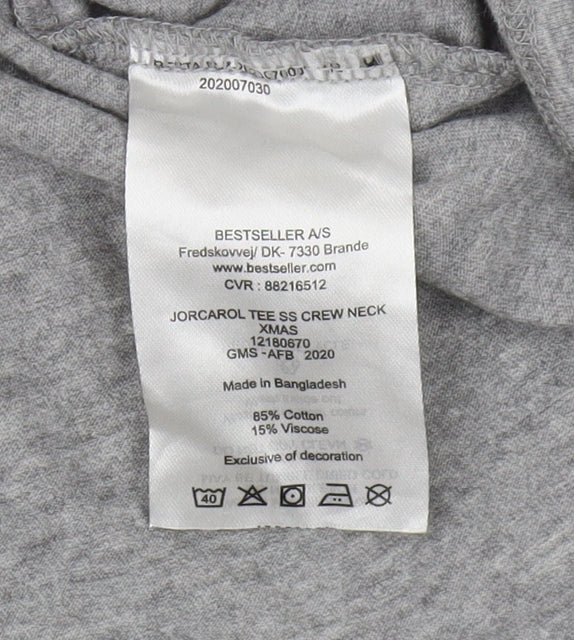 202007030
BESTSELLER A/S
Fredskovvej/ DK- 7330 Brande
www.bestseller.com
CVR : 88216512
JORCAROL TEE SS CREW NECK
XMAS
12180670
GMS -AFB 2020
Made in Bangladesh
85% Cotton
15% Viscose
Exclusive of decoration
40